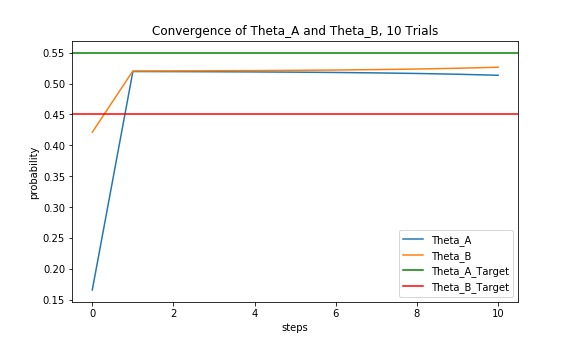 Convergence of Theta_A and Theta_B, 10 Trials
0.55
0.50
0.45
0.40
0.35
0.30
0.25
0.20
0.15
probability
Theta_A
Theta_B
Theta_A_Target
Theta_B_Target
0 2 4 6 8 10
steps